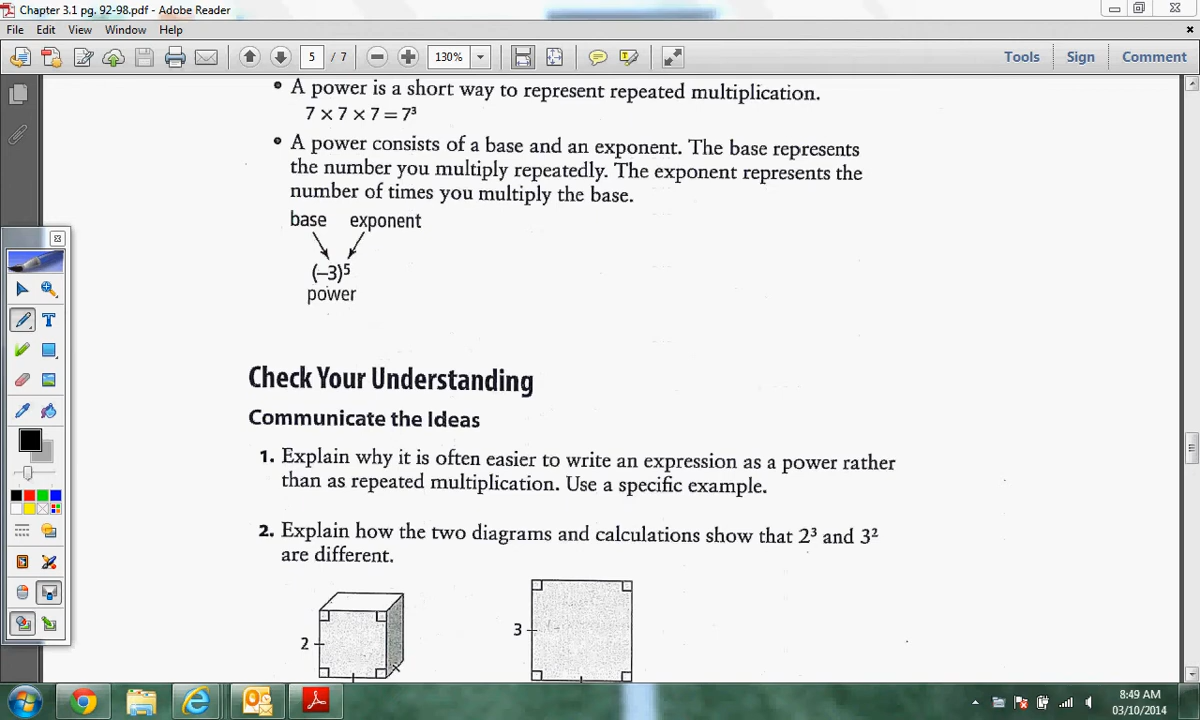 Chapter 3.1 pg. 92-98.pdf - Adobe Reader
File Edit View Window Help
5 / 7 130% Tools Sign Comment
• A power is a short way to represent repeated multiplication.
7 × 7 × 7 = 7³
• A power consists of a base and an exponent. The base represents
the number you multiply repeatedly. The exponent represents the
number of times you multiply the base.
base exponent
(–3)⁵
power
Check Your Understanding
Communicate the Ideas
1. Explain why it is often easier to write an expression as a power rather
than as repeated multiplication. Use a specific example.
2. Explain how the two diagrams and calculations show that 2³ and 3²
are different.
2
3
8:49 AM
03/10/2014